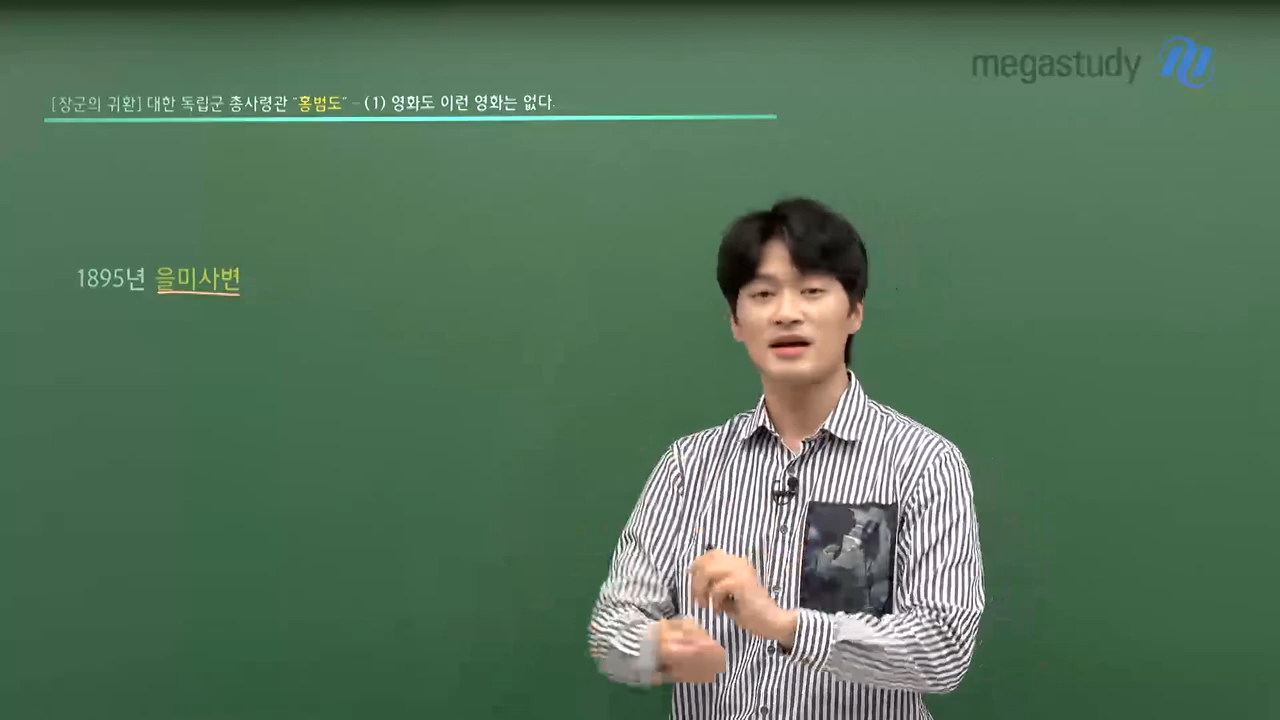 megastudy
[장군의 귀환] 대한 독립군 총사령관 "홍범도" - (1) 영화도 이런 영화는 없다.
1895년 을미사변